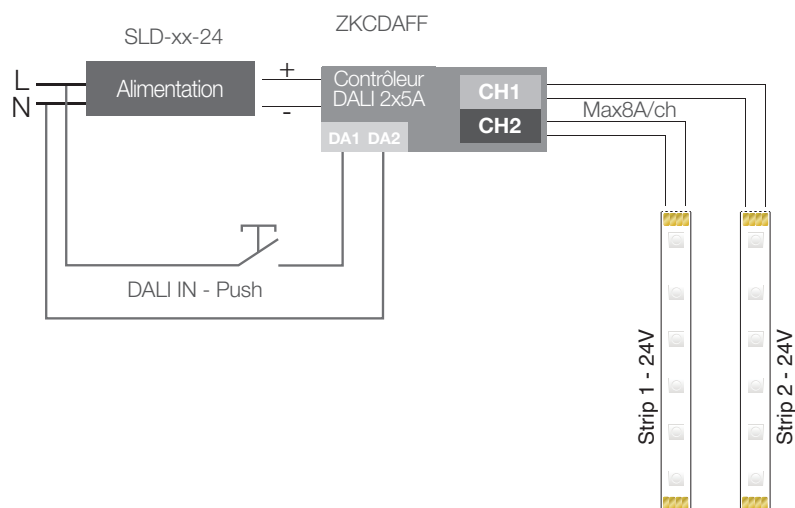 SLD-xx-24
ZKCDAFF
L
N
Alimentation
+
-
Contrôleur
DALI 2x5A
CH1
CH2
DA1 DA2
Max8A/ch
DALI IN - Push
Strip 1 - 24V
Strip 2 - 24V